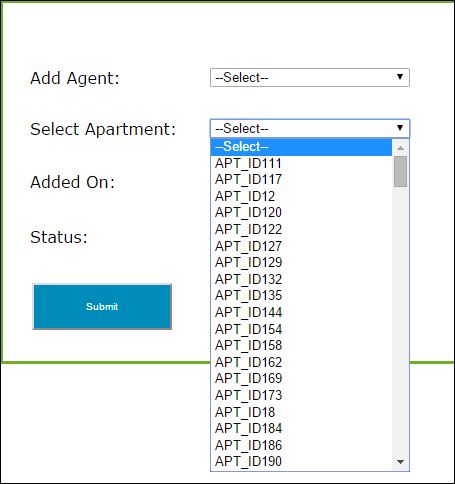 Add Agent: --Select--
Select Apartment: --Select--
--Select--
APT_ID111
APT_ID117
Added On: APT_ID12
APT_ID120
APT_ID122
Status: APT_ID127
APT_ID129
APT_ID132
APT_ID135
Submit APT_ID144
APT_ID154
APT_ID158
APT_ID162
APT_ID169
APT_ID173
APT_ID18
APT_ID184
APT_ID186
APT_ID190